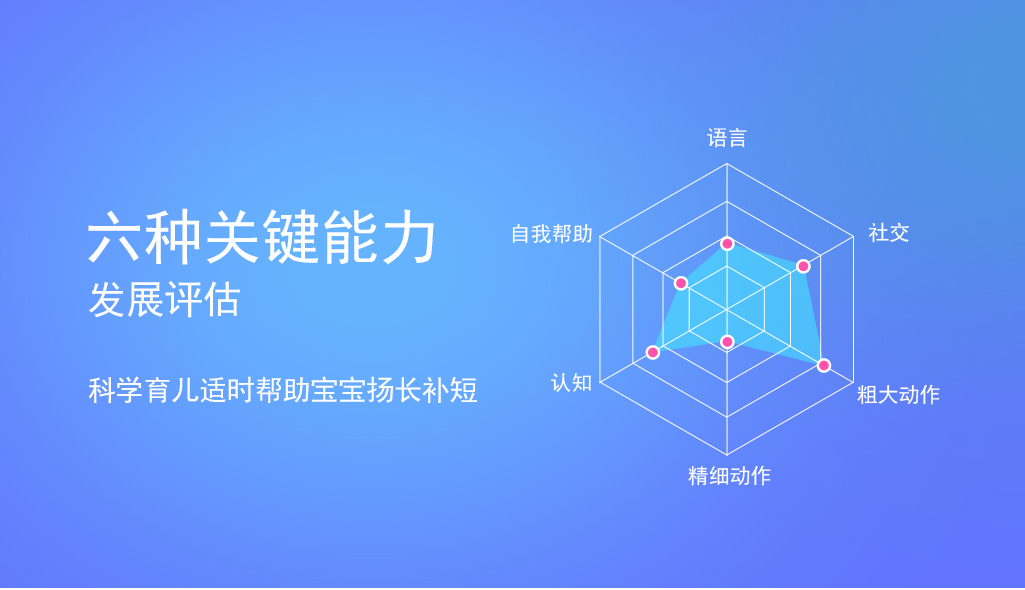 六种关键能力
发展评估
科学育儿适时帮助宝宝扬长补短
语言
自我帮助
社交
认知
粗大动作
精细动作